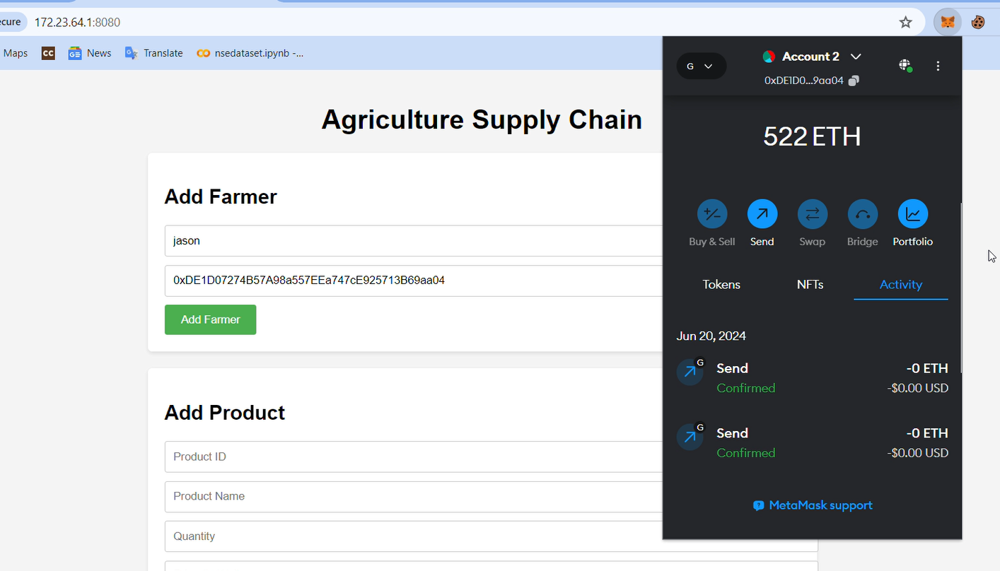 ecure
172.23.64.1:8080
Maps
CC
GE
News
G
Translate
CO
nsedataset.ipynb -...
Agriculture Supply Chain
Add Farmer
jason
0xDE1D07274B57A98a557EEa747cE925713B69aa04
Add Farmer
Add Product
Product ID
Product Name
Quantity
G
Account 2
0xDE1D0...9aa04
522 ETH
Buy & Sell
Send
Swap
Bridge
Portfolio
Tokens
NFTs
Activity
Jun 20, 2024
G
Send
-0 ETH
Confirmed
-$0.00 USD
G
Send
-0 ETH
Confirmed
-$0.00 USD
MetaMask support